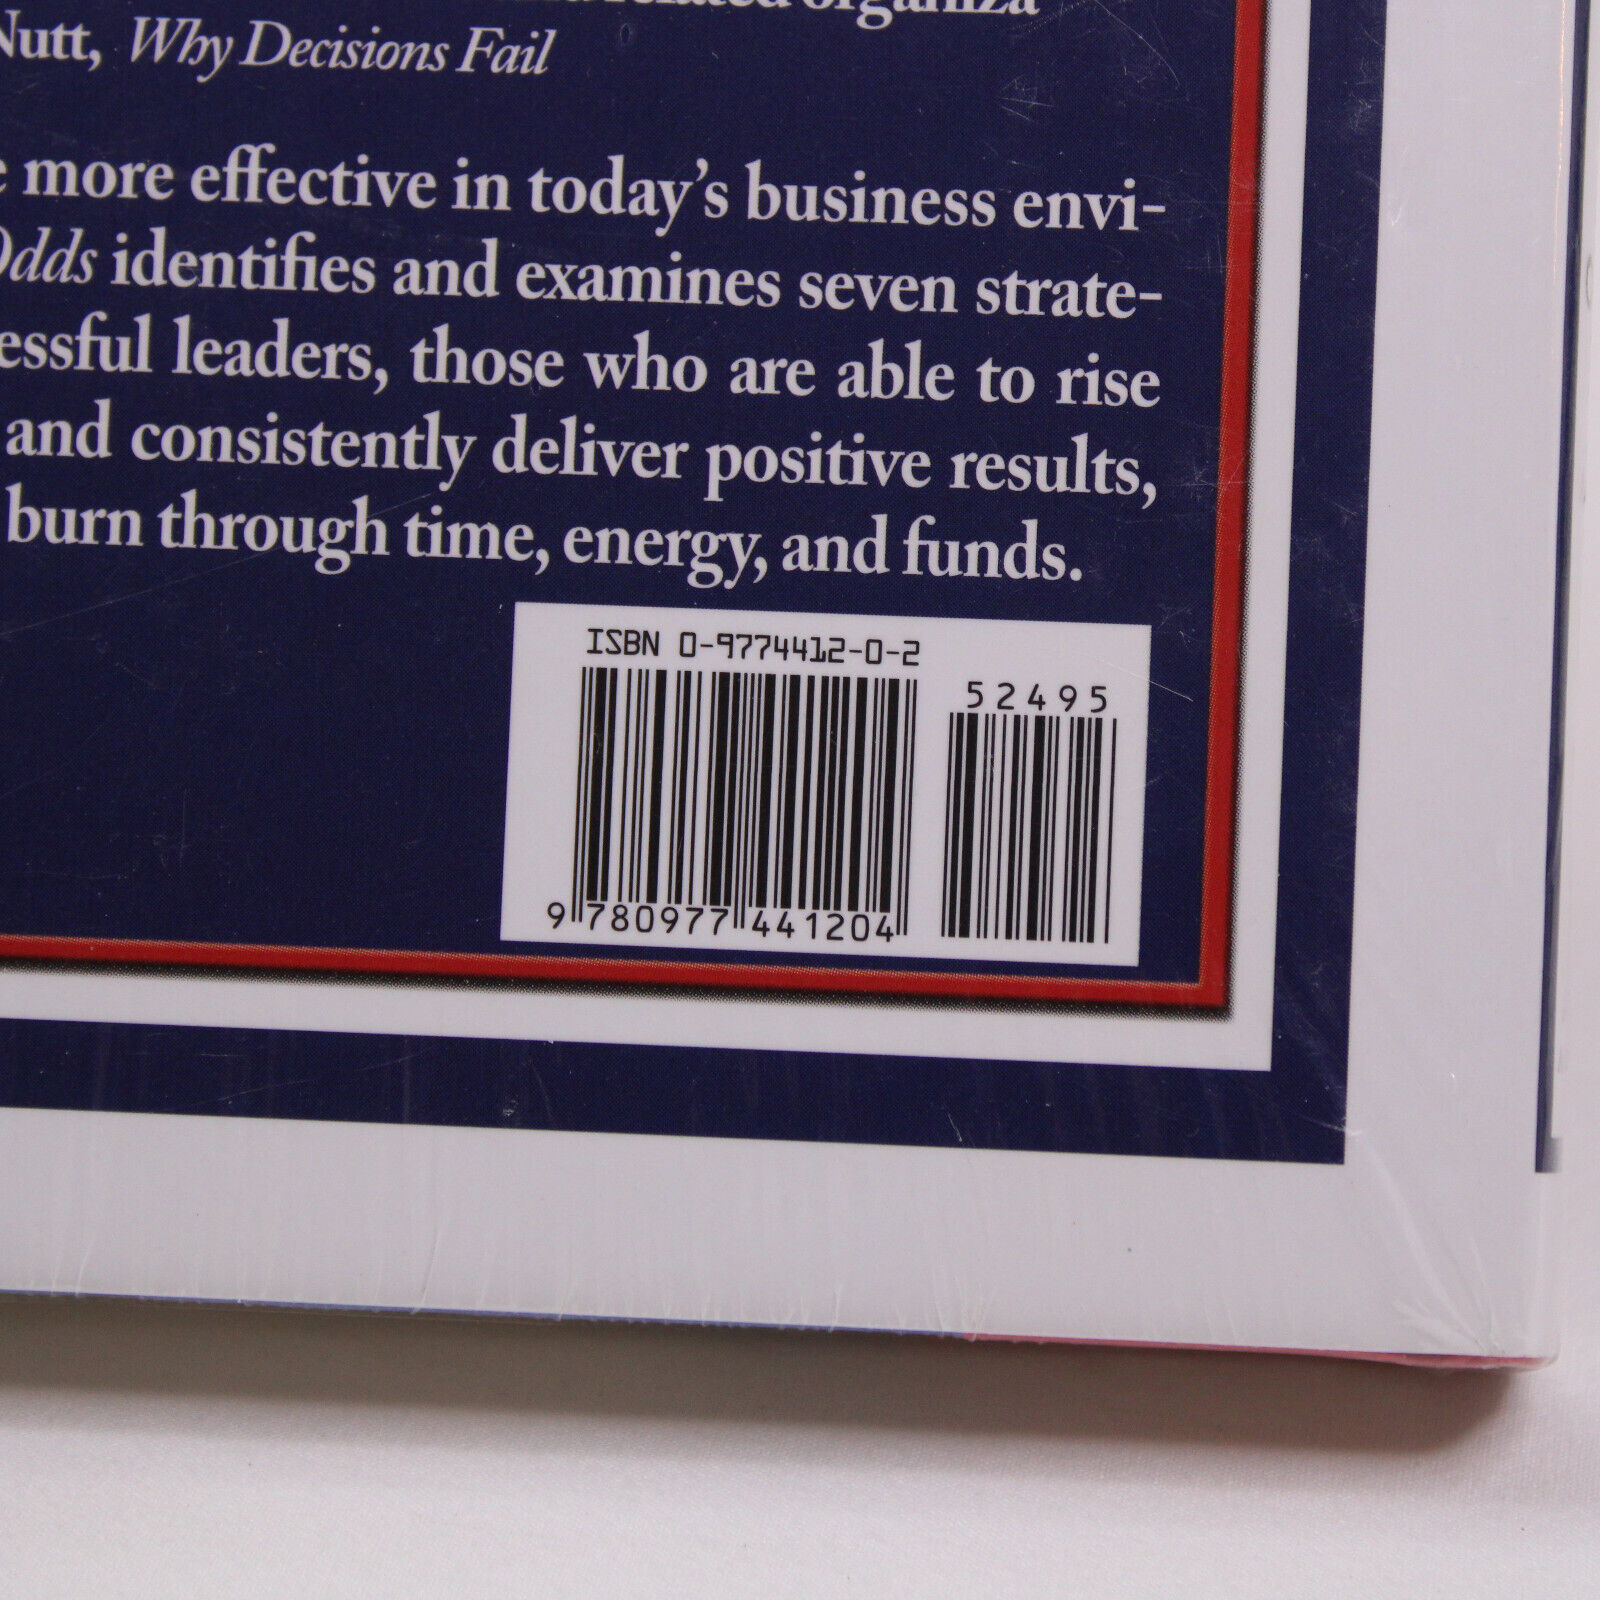 related organiza
Nutt, Why Decisions Fail
more effective in today's business envi-
Odds identifies and examines seven strate-
essful leaders, those who are able to rise
and consistently deliver positive results,
burn through time, energy, and funds.
ISBN 0-9774412-0-2
52495
9 780977 441204